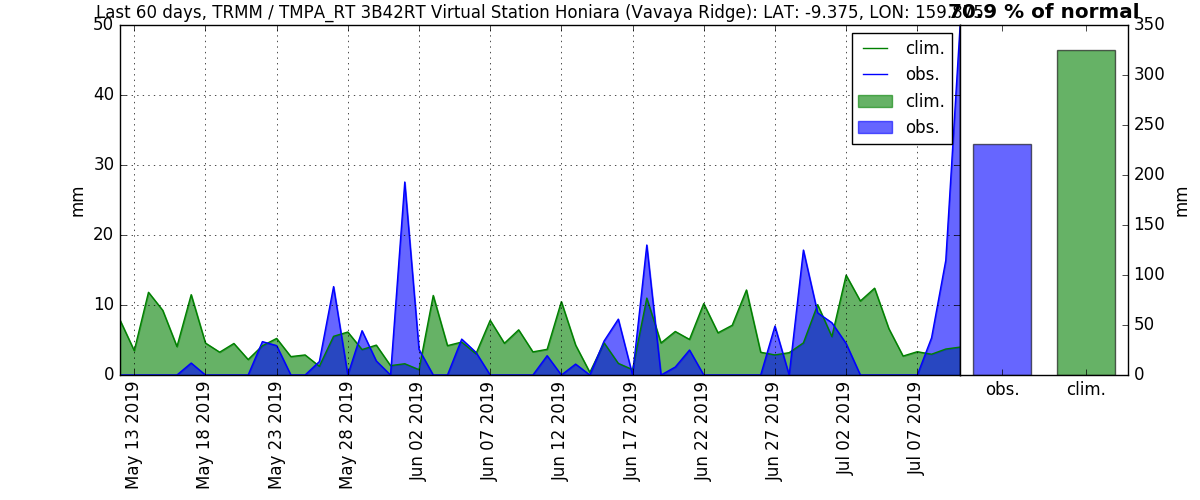 Last 60 days, TRMM / TMPA_RT 3B42RT Virtual Station Honiara (Vavaya Ridge): LAT: -9.375, LON:
70.9 % of normal
50
40
30
20
10
0
mm
clim.
obs.
clim.
obs.
350
300
250
200
150
100
50
0
mm
obs.
clim.
May 13 2019
May 18 2019
May 23 2019
May 28 2019
Jun 02 2019
Jun 07 2019
Jun 12 2019
Jun 17 2019
Jun 22 2019
Jun 27 2019
Jul 02 2019
Jul 07 2019